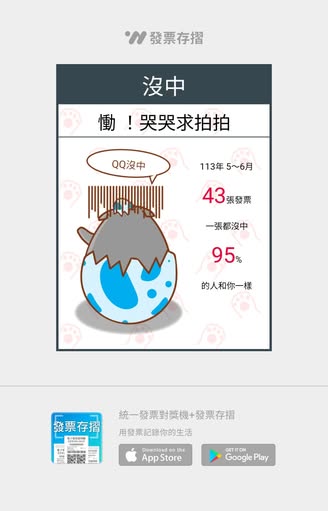 發票存摺
沒中
慟 ！哭哭求拍拍
QQ沒中
113年 5～6月
43張發票
一張都沒中
95%
的人和你一樣
發票存摺
統一發票對獎機+發票存摺
用發票記錄你的生活
Download on the
App Store
GET IT ON
Google Play